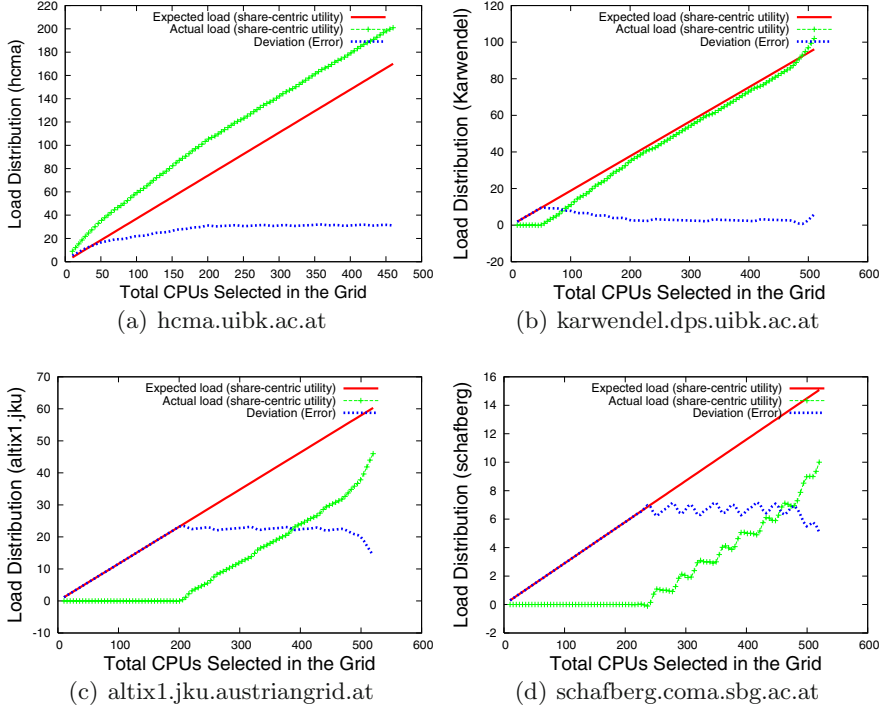 Load Distribution (hcma)
220
200
180
160
140
120
100
80
60
40
20
0
Expected load (share-centric utility)
Actual load (share-centric utility)
Deviation (Error)
0 50 100 150 200 250 300 350 400 450 500
Total CPUs Selected in the Grid
(a) hcma.uibk.ac.at
Load Distribution (Karwendel)
120
100
80
60
40
20
0
-20
Expected load (share-centric utility)
Actual load (share-centric utility)
Deviation (Error)
0 100 200 300 400 500 600
Total CPUs Selected in the Grid
(b) karwendel.dps.uibk.ac.at
Load Distribution (altix1.jku)
70
60
50
40
30
20
10
0
-10
Expected load (share-centric utility)
Actual load (share-centric utility)
Deviation (Error)
0 100 200 300 400 500 600
Total CPUs Selected in the Grid
(c) altix1.jku.austriangrid.at
Load Distribution (schafberg)
16
14
12
10
8
6
4
2
0
-2
Expected load (share-centric utility)
Actual load (share-centric utility)
Deviation (Error)
0 100 200 300 400 500 600
Total CPUs Selected in the Grid
(d) schafberg.coma.sbg.ac.at